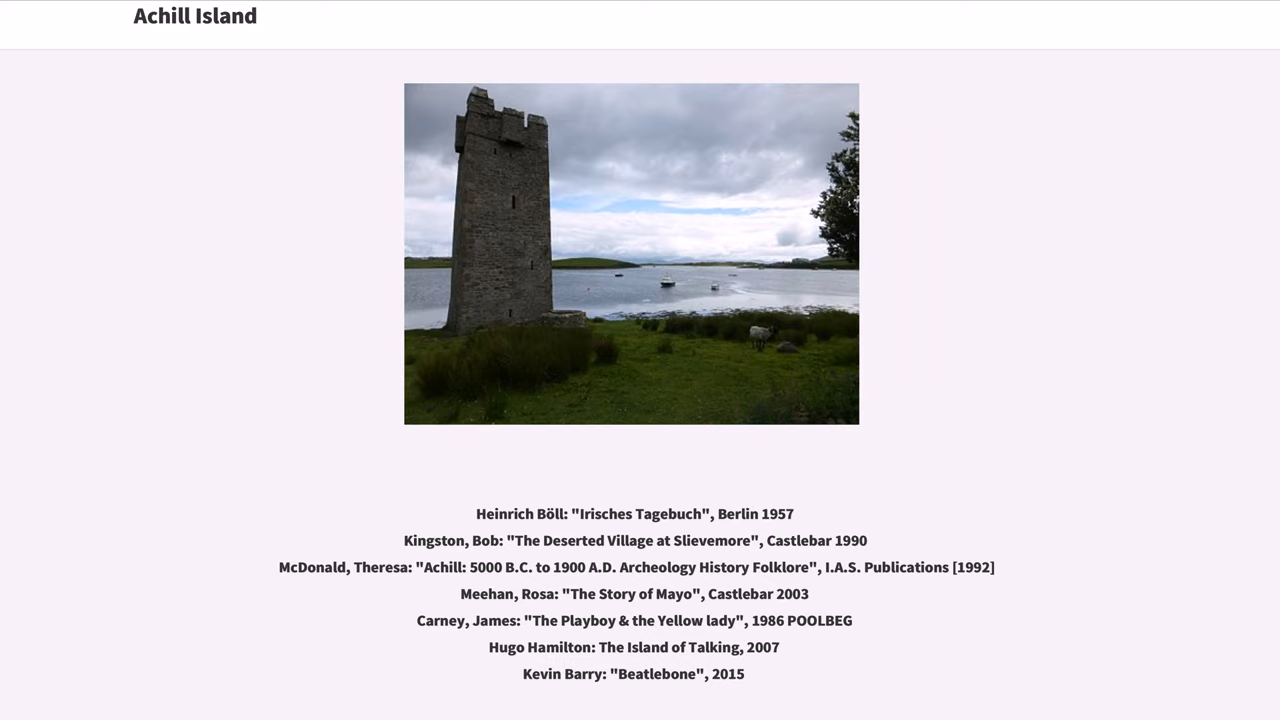 Achill Island
Heinrich Böll: "Irisches Tagebuch", Berlin 1957
Kingston, Bob: "The Deserted Village at Slievemore", Castlebar 1990
McDonald, Theresa: "Achill: 5000 B.C. to 1900 A.D. Archeology History Folklore", I.A.S. Publications [1992]
Meehan, Rosa: "The Story of Mayo", Castlebar 2003
Carney, James: "The Playboy & the Yellow lady", 1986 POOLBEG
Hugo Hamilton: The Island of Talking, 2007
Kevin Barry: "Beatlebone", 2015